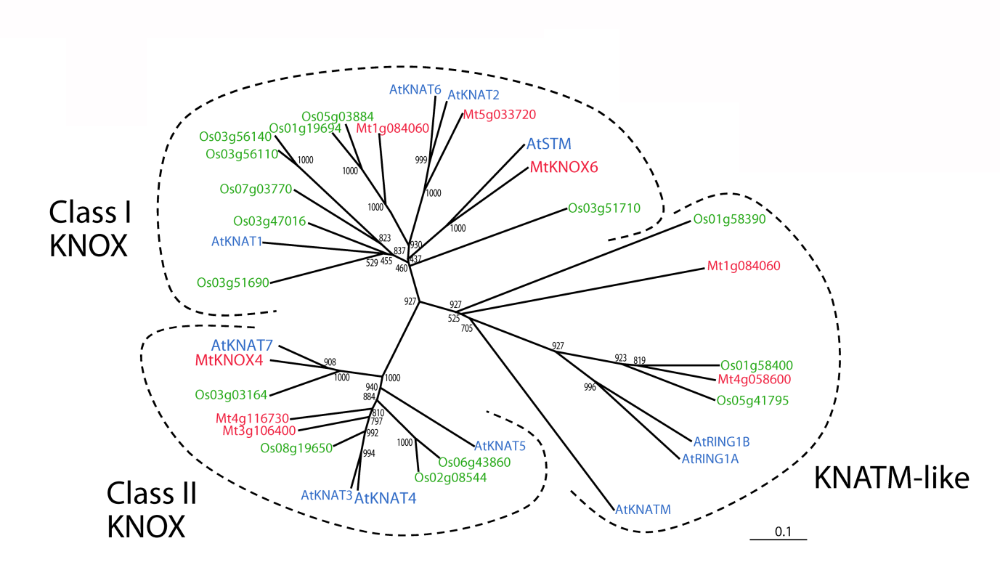 AtKNAT6
AtKNAT2
Os05g03884
Mt5g033720
Os01g19694
Mt1g084060
Os03g56140
AtSTM
Os03g56110
1000
999
MtKNOX6
1000
Os07g03770
1000
Class I
KNOX
1000
Os03g51710
Os03g47016
1000
Os01g58390
AtKNAT1
823
930
837
529
455
437
460
Mt1g084060
Os03g51690
927
927
525
705
AtKNAT7
927
MtKNOX4
908
923
819
Os01g58400
1000
1000
Mt4g058600
940
996
Os03g03164
884
Os05g41795
810
Mt4g116730
797
Mt3g106400
992
1000
AtRING1B
Os08g19650
994
AtKNAT5
AtRING1A
Os06g43860
Os02g08544
KNATM-like
Class II
KNOX
AtKNAT3
AtKNAT4
AtKNATM
0.1